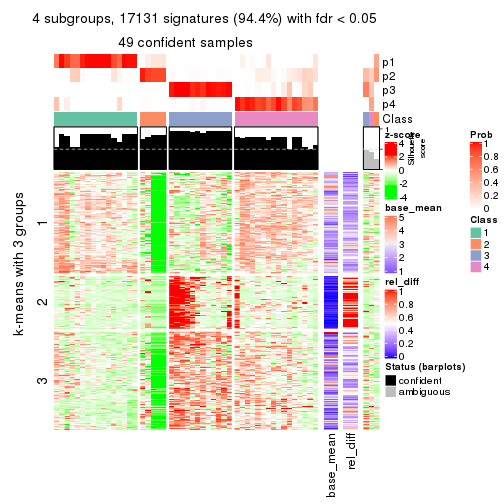 4 subgroups, 17131 signatures (94.4%) with fdr < 0.05
49 confident samples
p1
p2
p3
p4
Class
1
Silhouette
score
k-means with 3 groups
1
2
3
base_mean
rel_diff
z-score
4
2
0
-2
-4
base_mean
5
4
3
2
1
rel_diff
1
0.8
0.6
0.4
0.2
0
Status (barplots)
confident
ambiguous
Prob
1
0.8
0.6
0.4
0.2
0
Class
1
2
3
4